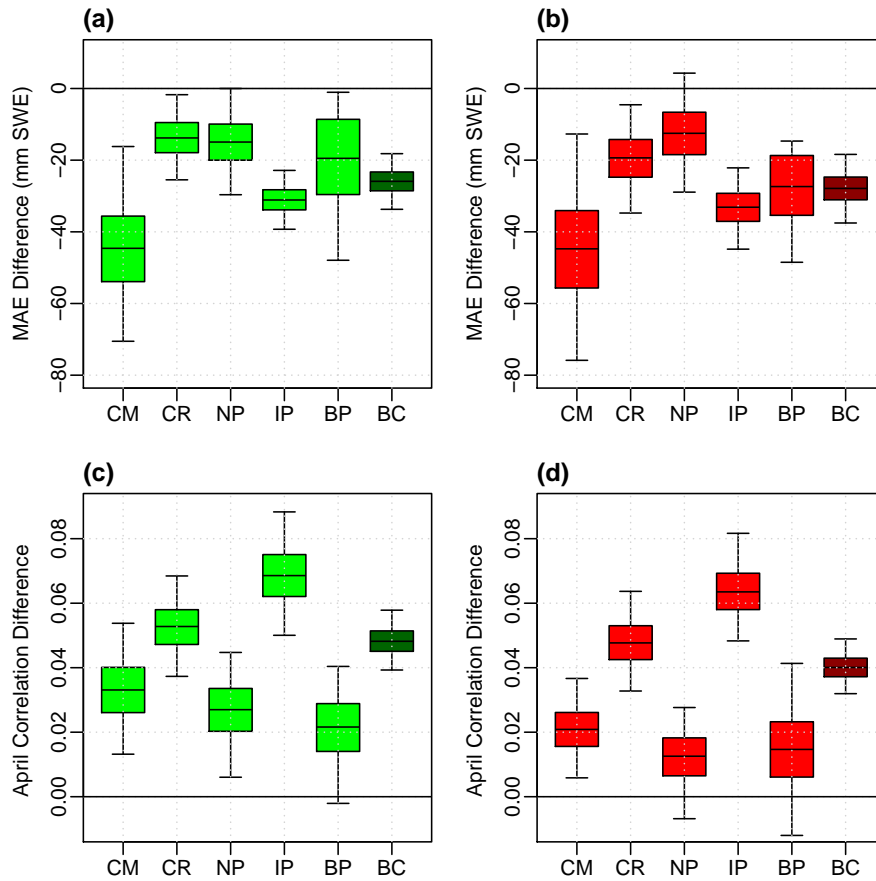 (a)
MAE Difference (mm SWE)
0
−20
−40
−60
−80
CM CR NP IP BP BC
(b)
MAE Difference (mm SWE)
0
−20
−40
−60
−80
CM CR NP IP BP BC
(c)
April Correlation Difference
0.08
0.06
0.04
0.02
0.00
CM CR NP IP BP BC
(d)
April Correlation Difference
0.08
0.06
0.04
0.02
0.00
CM CR NP IP BP BC